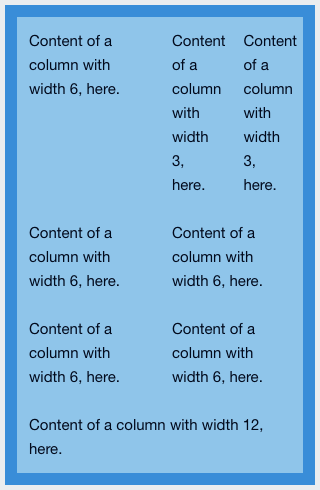 Content of a
column with
width 6, here.
Content
of a
column
with
width
3,
here.
Content
of a
column
with
width
3,
here.
Content of a
column with
width 6, here.
Content of a
column with
width 6, here.
Content of a
column with
width 6, here.
Content of a
column with
width 6, here.
Content of a column with width 12,
here.